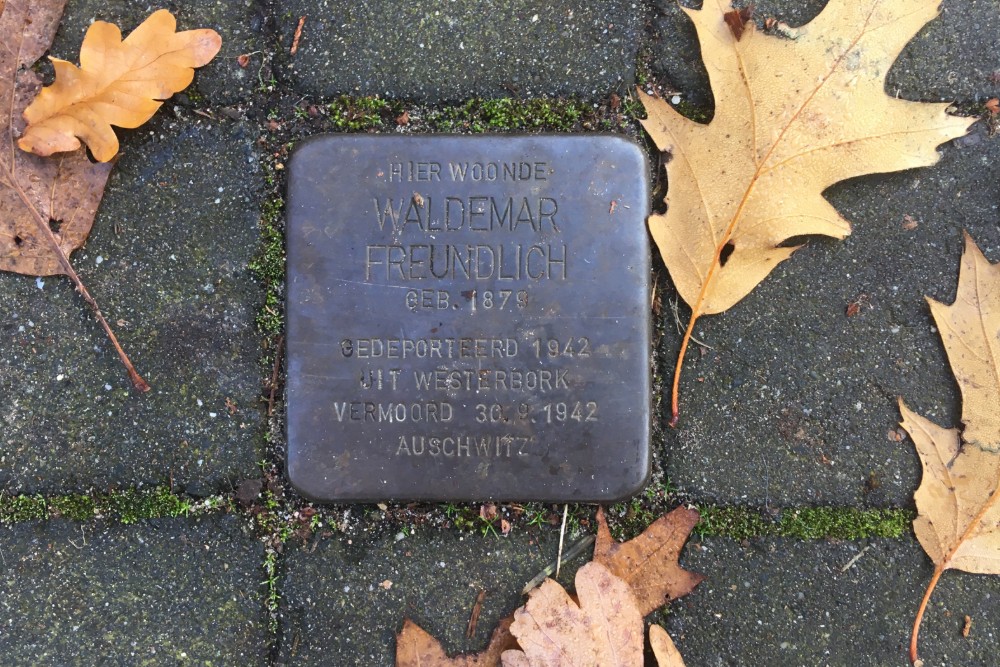 HIER WOONDE
WALDEMAR
FREUNDLICH
GEB. 1879
GEDEPORTEERD 1942
UIT WESTERBORK
VERMOORD 30.9.1942
AUSCHWITZ